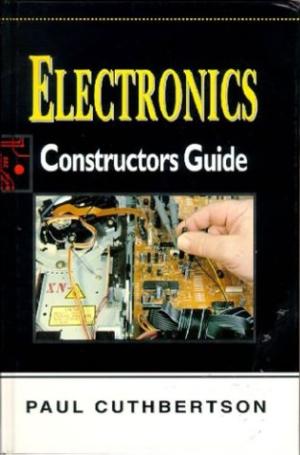 ELECTRONICS
Constructors Guide
PAUL CUTHBERTSON